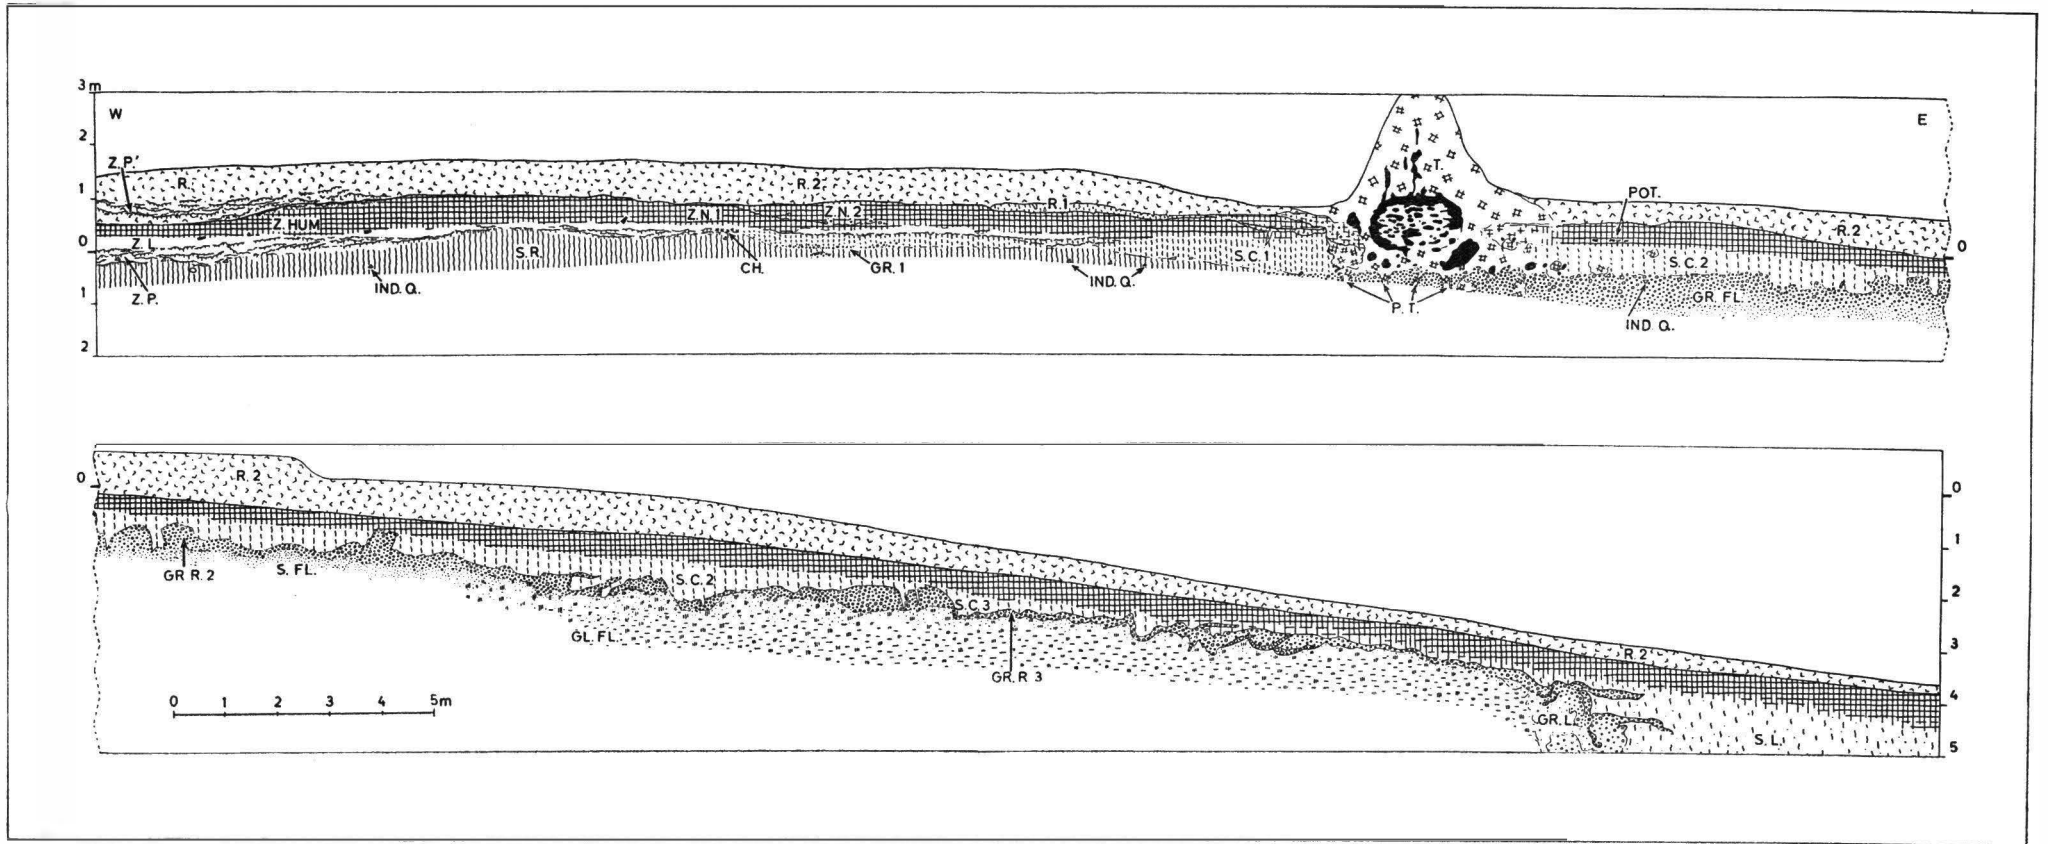 3 m
W
E
2
Z.P.'
T.
1
R.
R.2
R.1
POT.
Z.HUM
Z.N.1
Z.N.2
R.2
0
Z.L
S.R.
S.C.1
S.C.2
0
CH.
GR.1
IND.Q.
IND.Q.
1
Z.P.
P.T.
GR.FL.
IND.Q.
2
0
R.2
0
1
GR R.2
S.FL.
S.C.2
2
S.C.3
GL.FL.
3
R.2
GR.R 3
4
0 1 2 3 4 5m
GR.L.
S.L.
5